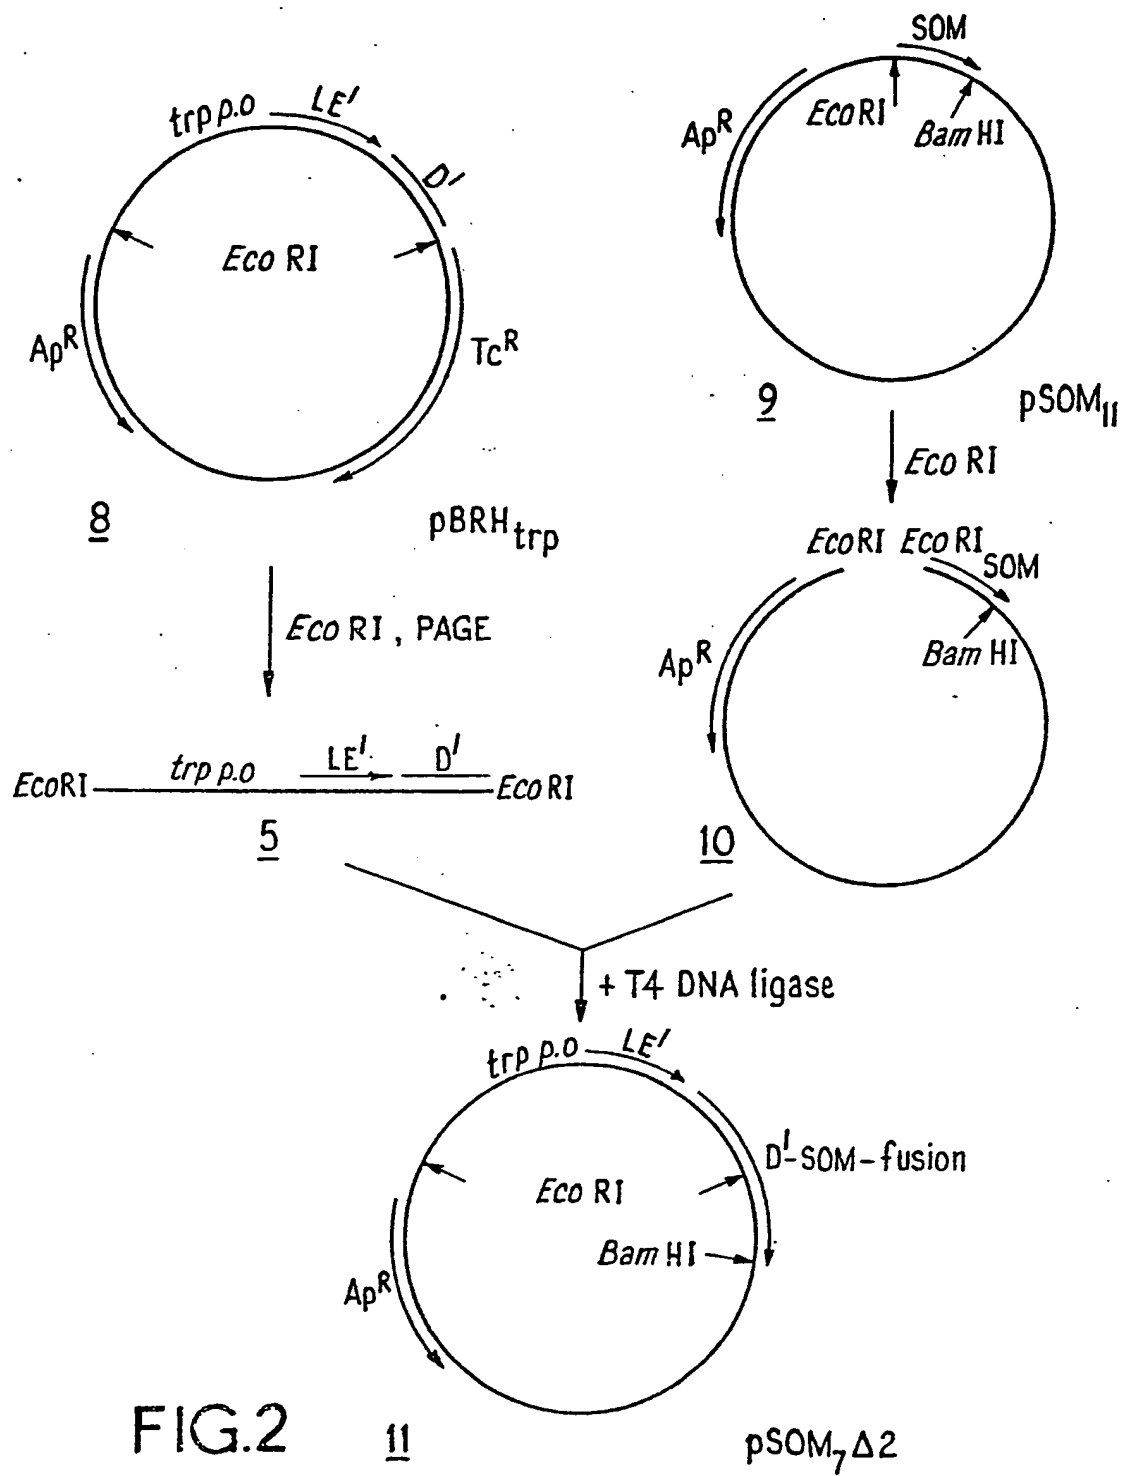 trp p.o LE'
D'
Eco RI
ApR
TcR
8
pBRHtrp
Eco RI, PAGE
EcoRI trp p.o LE' D' EcoRI
5
SOM
ApR
EcoRI
Bam HI
9
pSOM11
Eco RI
EcoRI EcoRI
SOM
ApR
Bam HI
10
+ T4 DNA ligase
trp p.o LE'
D'-SOM-fusion
Eco RI
Bam HI
ApR
FIG.2
11
pSOM7Δ2